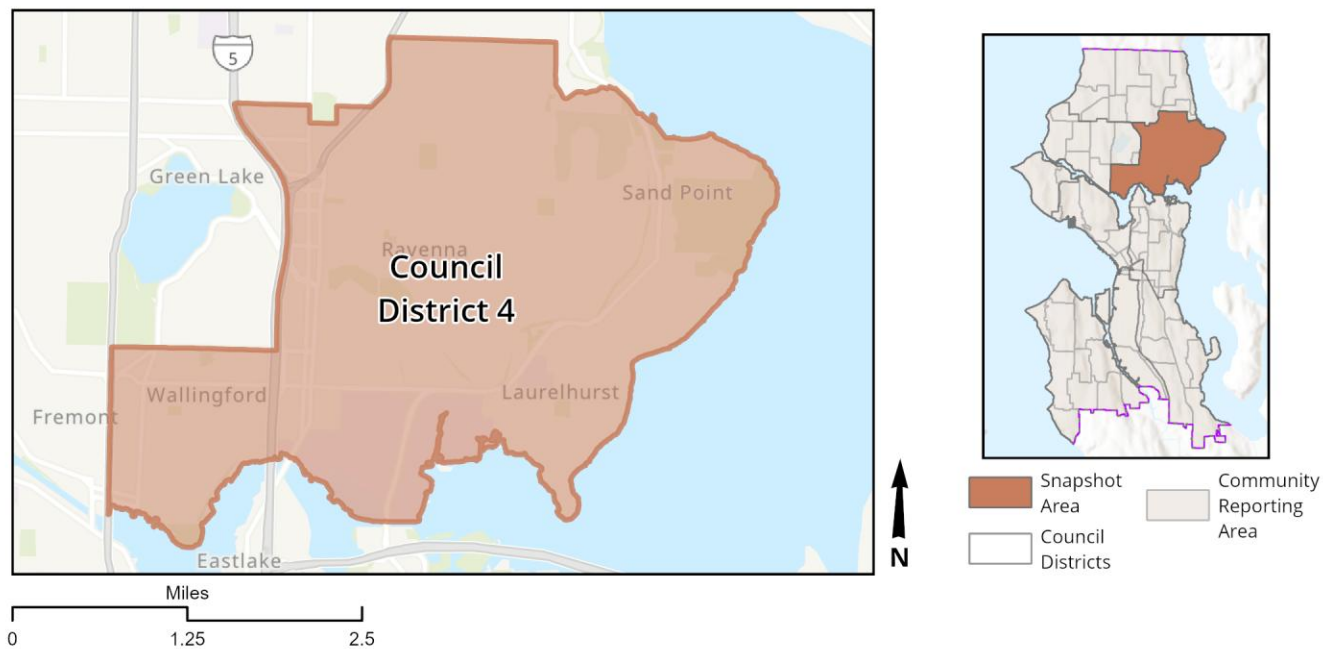 5
Green Lake
Sand Point
Ravenna
Council
District 4
Wallingford
Laurelhurst
Fremont
Eastlake
N
Miles
0
1.25
2.5
Snapshot
Area
Council
Districts
Community
Reporting
Area